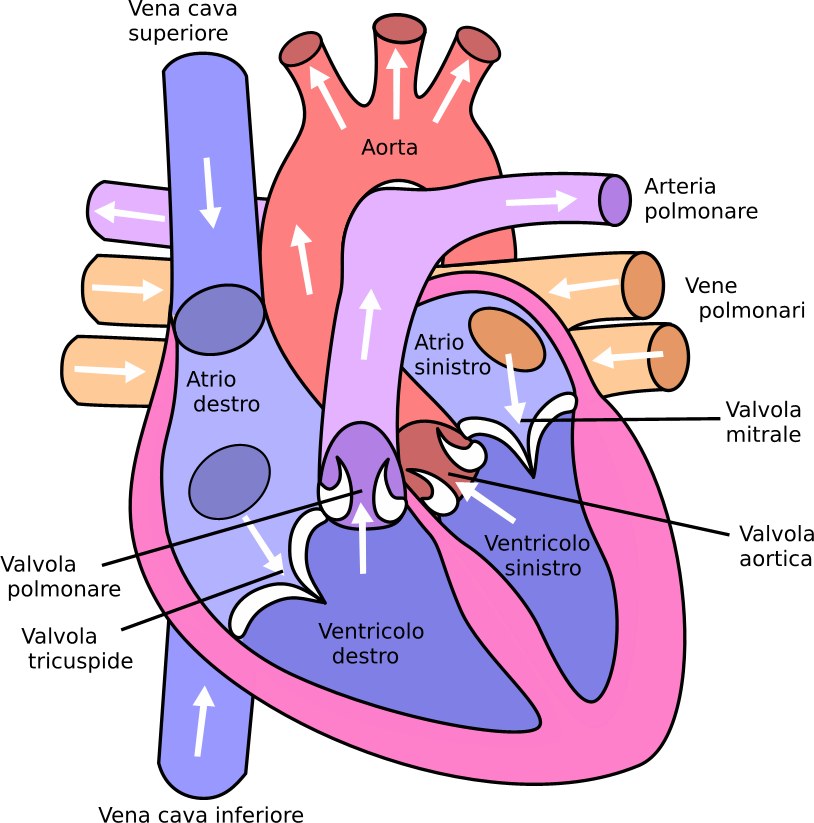 Vena cava
superiore
Aorta
Arteria
polmonare
Vene
polmonari
Atrio
sinistro
Atrio
destro
Valvola
mitrale
Valvola
aortica
Ventricolo
sinistro
Valvola
polmonare
Ventricolo
destro
Valvola
tricuspide
Vena cava inferiore